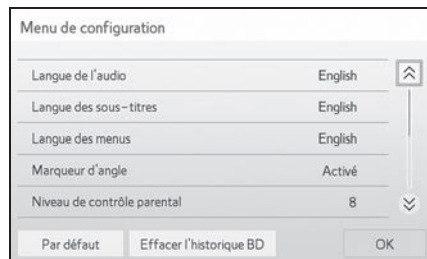 Menu de configuration
Langue de l'audio English
Langue des sous-titres English
Langue des menus English
Marqueur d'angle Activé
Niveau de contrôle parental 8
Par défaut Effacer l'historique BD OK